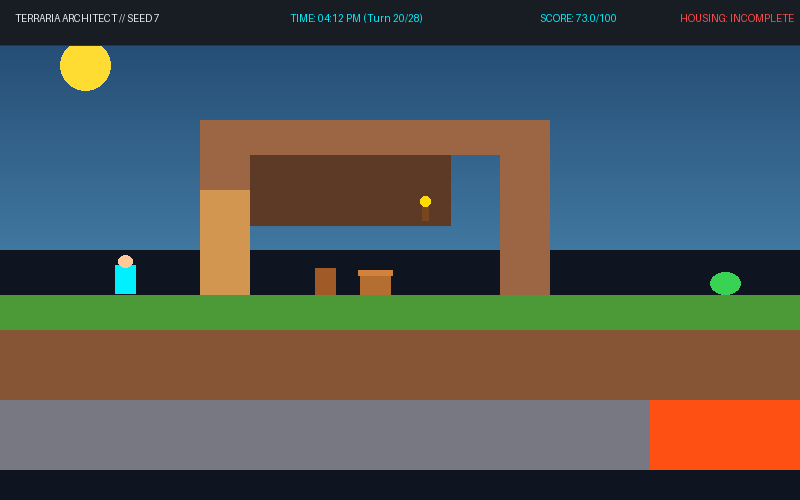 TERRARIA ARCHITECT // SEED 7
TIME: 04:12 PM (Turn 20/28)
SCORE: 73.0/100
HOUSING: INCOMPLETE